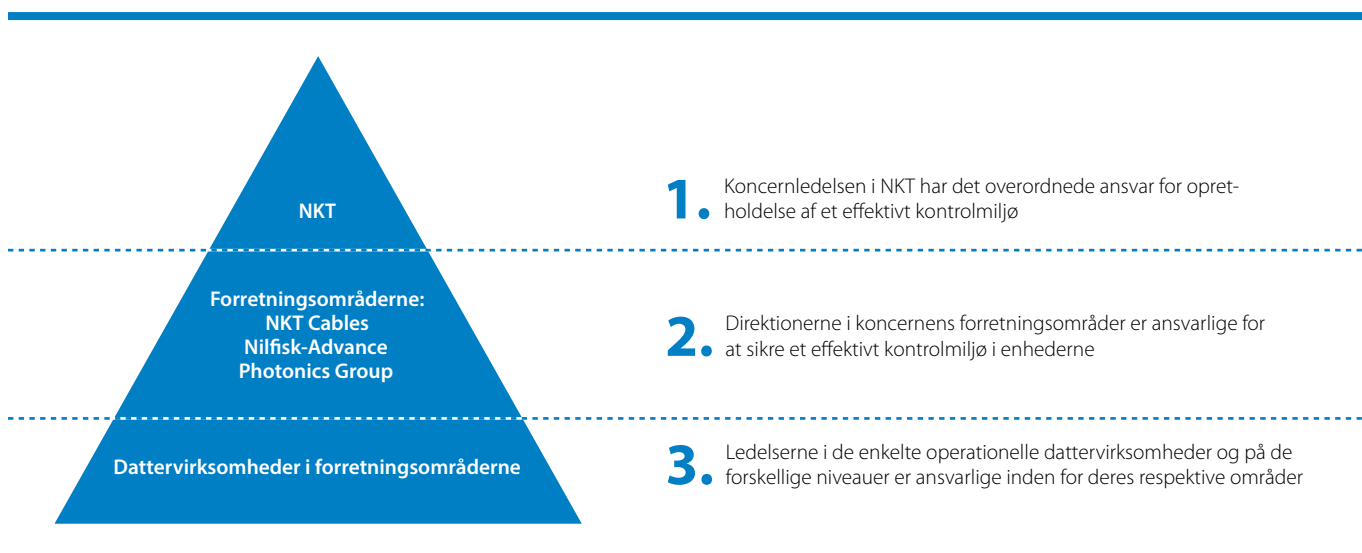 NKT
1. Koncernledelsen i NKT har det overordnede ansvar for opret-
holdelse af et effektivt kontrolmiljø
Forretningsområderne:
NKT Cables
Nilfisk-Advance
Photonics Group
2. Direktionerne i koncernens forretningsområder er ansvarlige for
at sikre et effektivt kontrolmiljø i enhederne
Dattervirksomheder i forretningsområderne
3. Ledelserne i de enkelte operationelle dattervirksomheder og på de
forskellige niveauer er ansvarlige inden for deres respektive områder